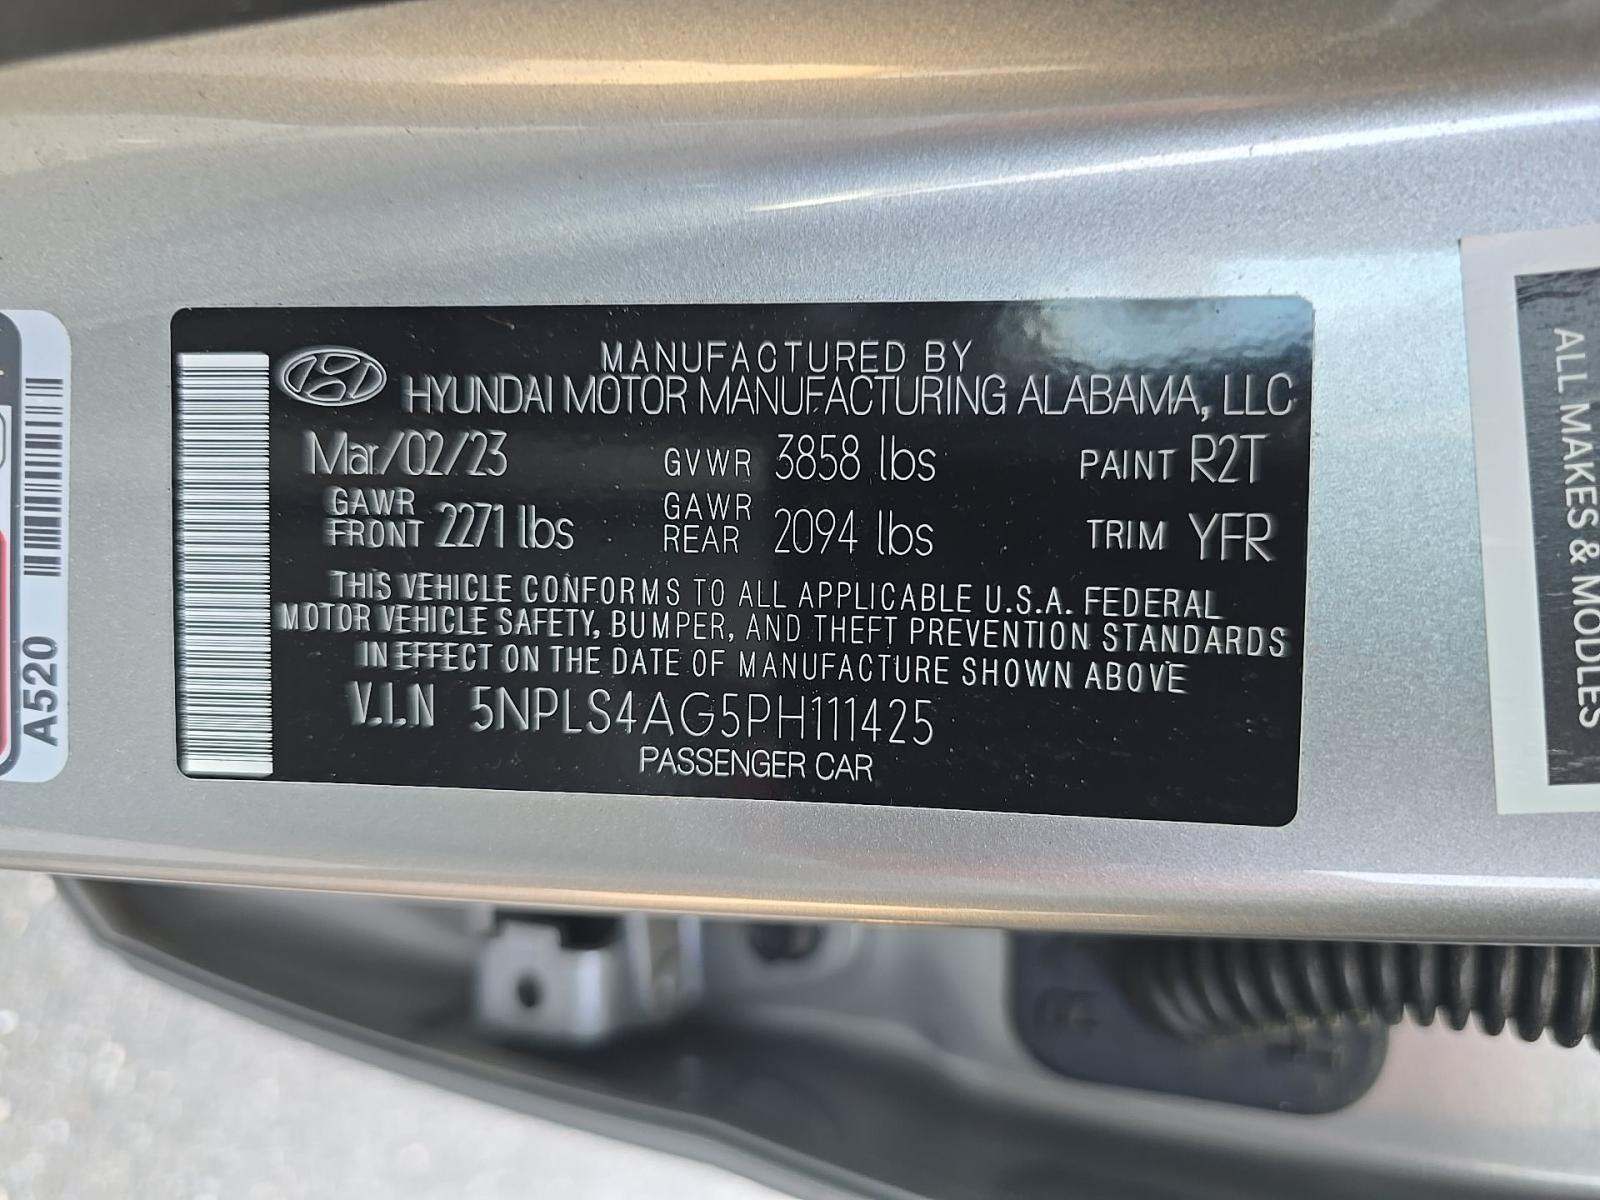 MANUFACTURED BY
HYUNDAI MOTOR MANUFACTURING ALABAMA, LLC
Mar/02/23 GVWR 3858 lbs PAINT R2T
GAWR FRONT 2271 lbs GAWR REAR 2094 lbs TRIM YFR
THIS VEHICLE CONFORMS TO ALL APPLICABLE U.S.A. FEDERAL
MOTOR VEHICLE SAFETY, BUMPER, AND THEFT PREVENTION STANDARDS
IN EFFECT ON THE DATE OF MANUFACTURE SHOWN ABOVE
V.I.N 5NPLS4AG5PH111425
PASSENGER CAR
A520
ALL MAKES & MODLES